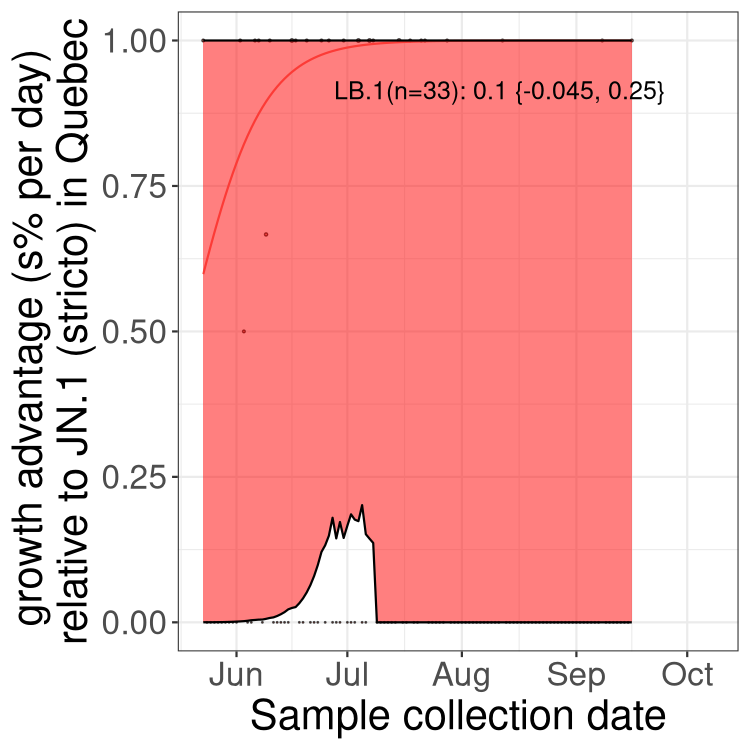 growth advantage (s% per day)
relative to JN.1 (stricto) in Quebec
1.00
0.75
0.50
0.25
0.00
LB.1(n=33): 0.1 {-0.045, 0.25}
Jun Jul Aug Sep Oct
Sample collection date